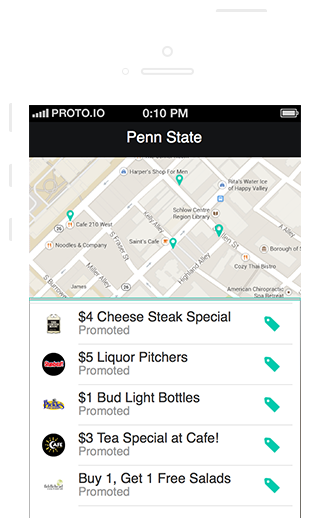 PROTO.IO 0:10 PM
Penn State
Harper's Shop For Men
Rita's Water Ice
of Happy Valley
Schlow Centre
Region Library
Cafe 210 West
Kelly Alley
S Fraser St
Saint's Cafe
Allen St
Noodles & Company
Borough of
Highland Alley
Cozy Thai Bistro
Miller Alley
American Chiropractic
Spa Retreat
S Burrowes
$4 Cheese Steak Special
Promoted
$5 Liquor Pitchers
Promoted
$1 Bud Light Bottles
Promoted
$3 Tea Special at Cafe!
Promoted
Buy 1, Get 1 Free Salads
Promoted